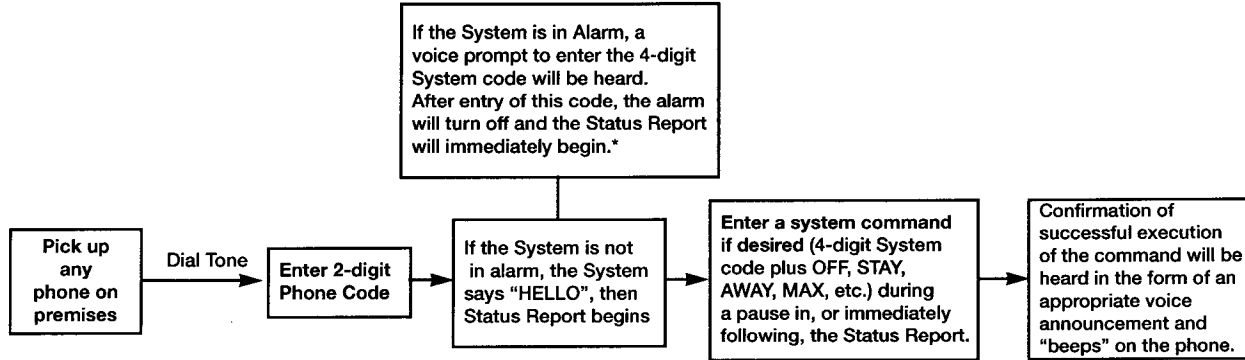 If the System is in Alarm, a
voice prompt to enter the 4-digit
System code will be heard.
After entry of this code, the alarm
will turn off and the Status Report
will immediately begin.*
Pick up
any
phone on
premises
Dial Tone
Enter 2-digit
Phone Code
If the System is not
in alarm, the System
says “HELLO”, then
Status Report begins
Enter a system command
if desired (4-digit System
code plus OFF, STAY,
AWAY, MAX, etc.) during
a pause in, or immediately
following, the Status Report.
Confirmation of
successful execution
of the command will be
heard in the form of an
appropriate voice
announcement and
“beeps” on the phone.